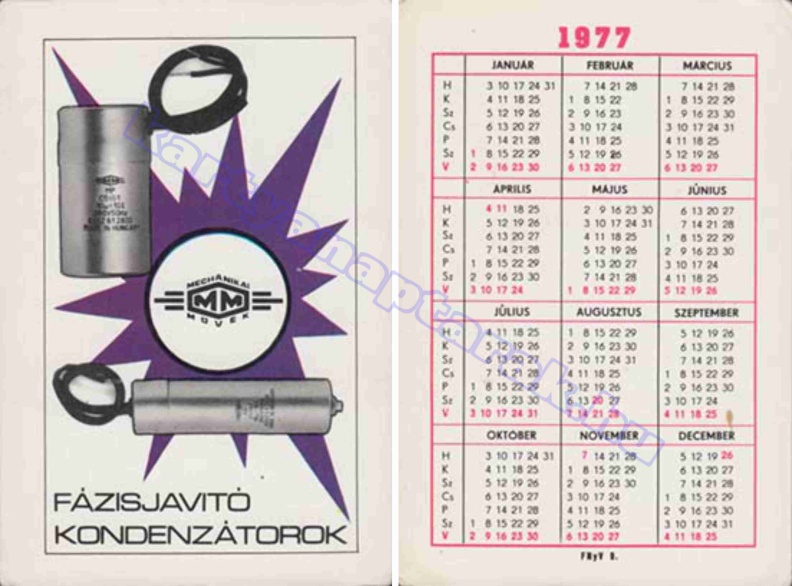 MP
MADE IN HUNGARY
MECHANIKAI
MM
MŰVEK
FÁZISJAVITÓ
KONDENZÁTOROK
1977
JANUÁR FEBRUÁR MÁRCIUS
H 3 10 17 24 31 7 14 21 28 7 14 21 28
K 4 11 18 25 1 8 15 22 1 8 15 22 29
Sz 5 12 19 26 2 9 16 23 2 9 16 23 30
Cs 6 13 20 27 3 10 17 24 3 10 17 24 31
P 7 14 21 28 4 11 18 25 4 11 18 25
Sz 1 8 15 22 29 5 12 19 26 5 12 19 26
V 2 9 16 23 30 6 13 20 27 6 13 20 27
ÁPRILIS MÁJUS JÚNIUS
H 4 11 18 25 2 9 16 23 30 6 13 20 27
K 5 12 19 26 3 10 17 24 31 7 14 21 28
Sz 6 13 20 27 4 11 18 25 1 8 15 22 29
Cs 7 14 21 28 5 12 19 26 2 9 16 23 30
P 1 8 15 22 29 6 13 20 27 3 10 17 24
Sz 2 9 16 23 30 7 14 21 28 4 11 18 25
V 3 10 17 24 1 8 15 22 29 5 12 19 26
JÚLIUS AUGUSZTUS SZEPTEMBER
H 4 11 18 25 1 8 15 22 29 5 12 19 26
K 5 12 19 26 2 9 16 23 30 6 13 20 27
Sz 6 13 20 27 3 10 17 24 31 7 14 21 28
Cs 7 14 21 28 4 11 18 25 1 8 15 22 29
P 1 8 15 22 29 5 12 19 26 2 9 16 23 30
Sz 2 9 16 23 30 6 13 20 27 3 10 17 24
V 3 10 17 24 31 7 14 21 28 4 11 18 25
OKTÓBER NOVEMBER DECEMBER
H 3 10 17 24 31 7 14 21 28 5 12 19 26
K 4 11 18 25 1 8 15 22 29 6 13 20 27
Sz 5 12 19 26 2 9 16 23 30 7 14 21 28
Cs 6 13 20 27 3 10 17 24 1 8 15 22 29
P 7 14 21 28 4 11 18 25 2 9 16 23 30
Sz 1 8 15 22 29 5 12 19 26 3 10 17 24 31
V 2 9 16 23 30 6 13 20 27 4 11 18 25
FNyV 8.
kartyanaptarok.hu